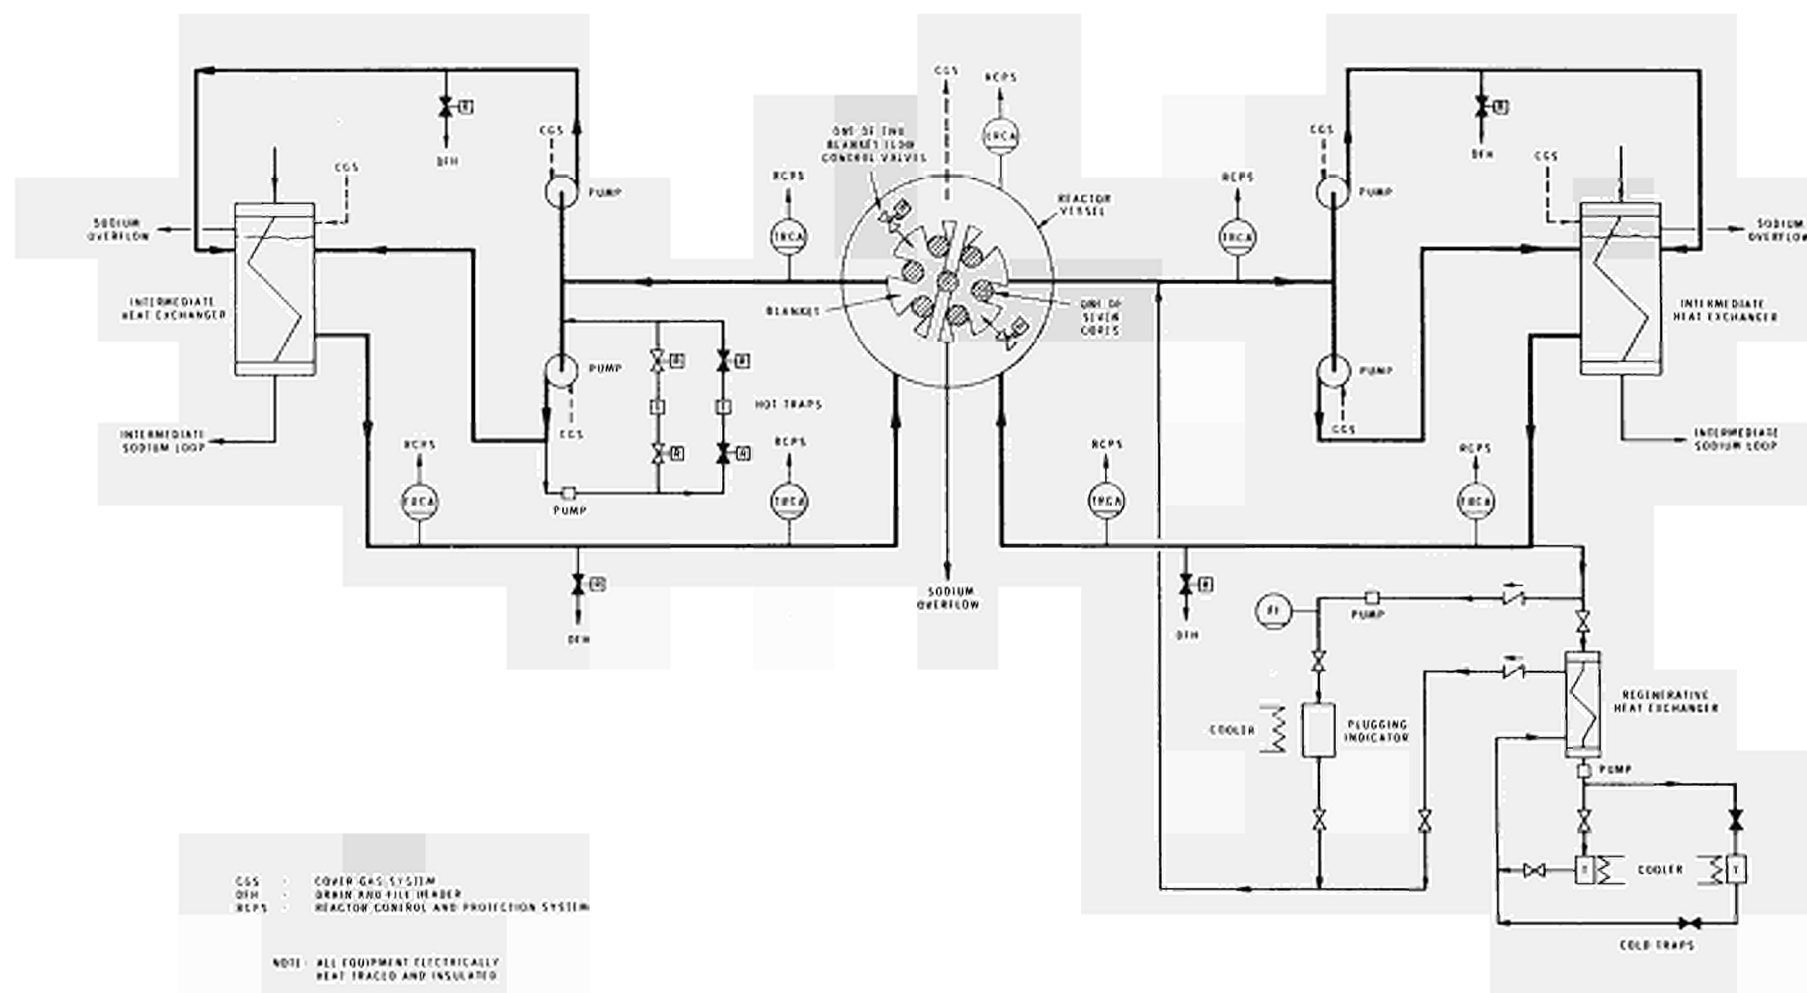 CGS
RCPS
ONE OF TWO
BLANKET FLOW
CONTROL VALVES
TRCA
REACTOR
VESSEL
BLANKET
ONE OF
SEVEN
CORES
SODIUM
OVERFLOW
DFH
CGS
PUMP
CGS
SODIUM
OVERFLOW
INTERMEDIATE
HEAT EXCHANGER
INTERMEDIATE
SODIUM LOOP
RCPS
TRCA
PUMP
CGS
HOT TRAPS
PUMP
RCPS
TRCA
RCPS
TRCA
DFH
RCPS
TRCA
CGS
PUMP
DFH
CGS
SODIUM
OVERFLOW
INTERMEDIATE
HEAT EXCHANGER
INTERMEDIATE
SODIUM LOOP
PUMP
CGS
RCPS
TRCA
RCPS
TRCA
DFH
FI
PUMP
COOLER
PLUGGING
INDICATOR
REGENERATIVE
HEAT EXCHANGER
PUMP
T
COOLER
T
COLD TRAPS
CGS - COVER GAS SYSTEM
DFH - DRAIN AND FILL HEADER
RCPS - REACTOR CONTROL AND PROTECTION SYSTEM
NOTE: ALL EQUIPMENT ELECTRICALLY
HEAT TRACED AND INSULATED